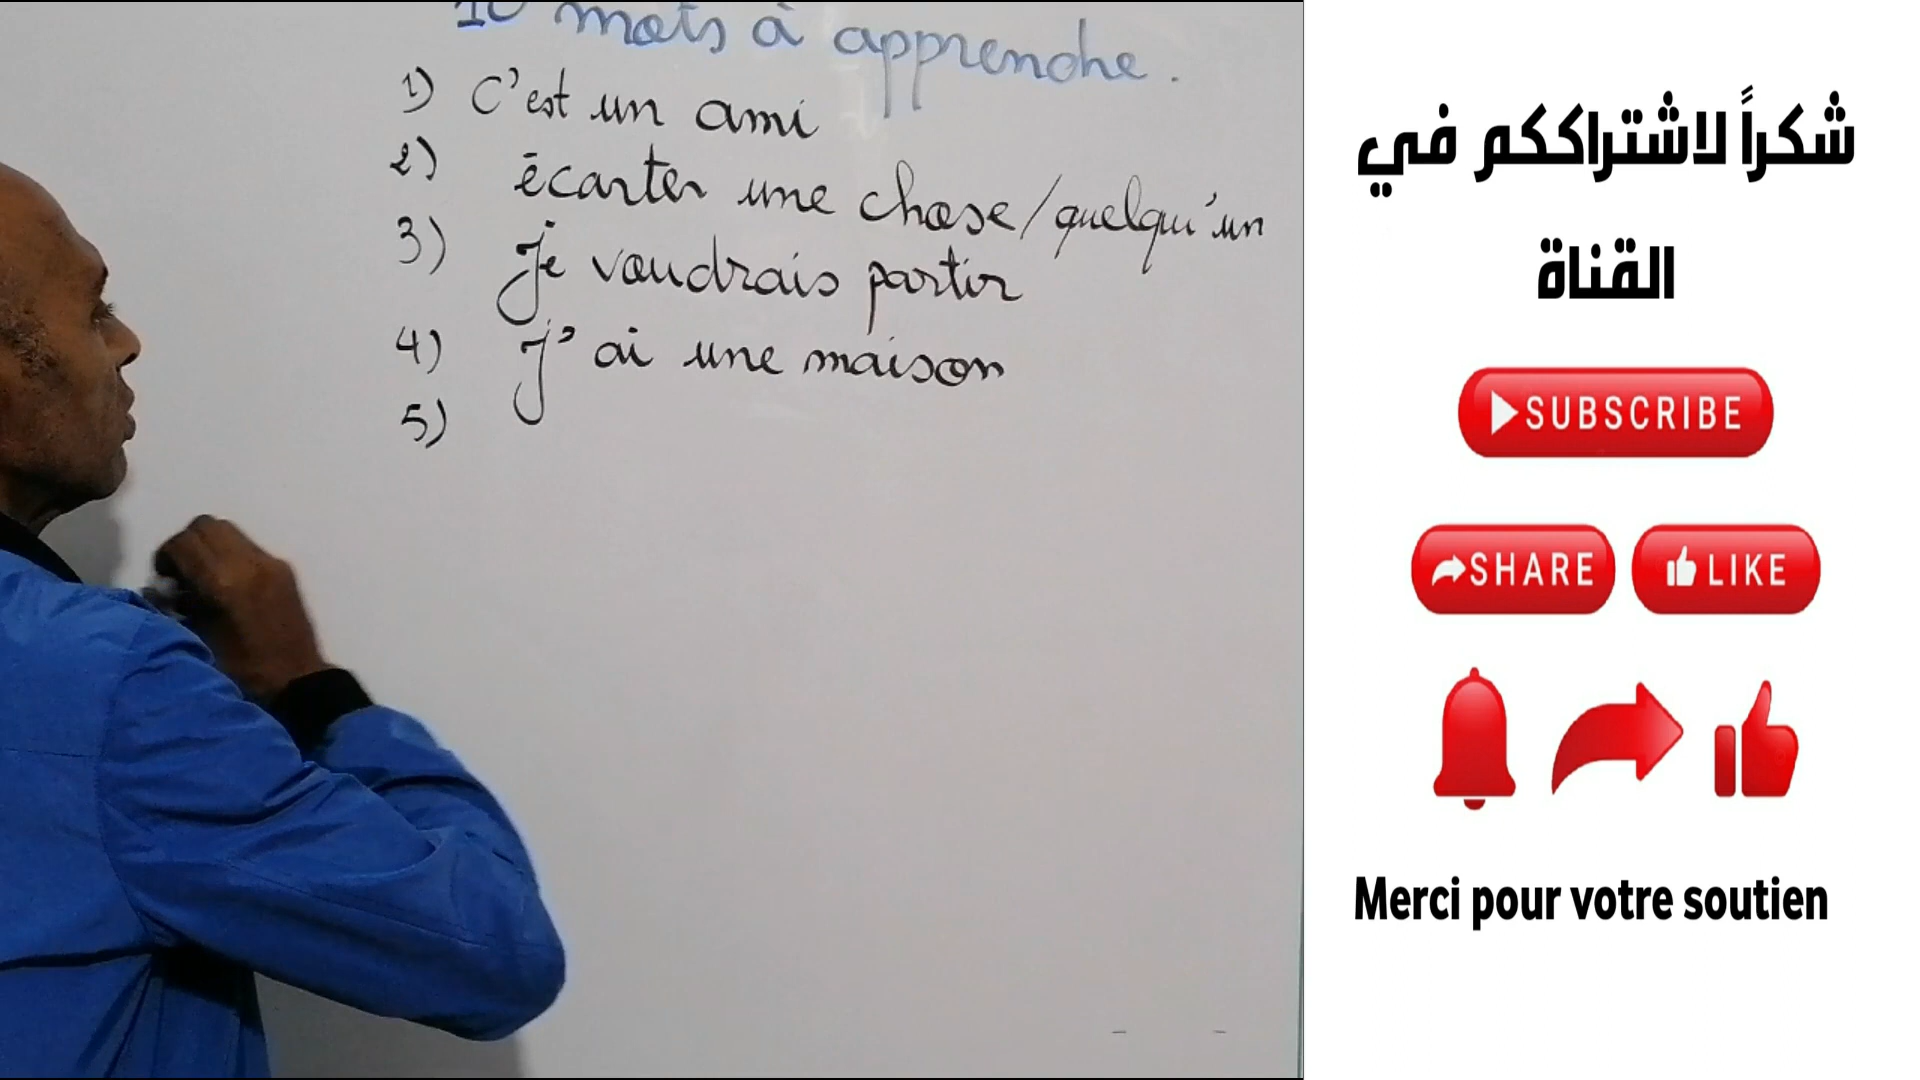 10 mots à apprendre.
1) C'est un ami
2) écarter une chose/quelqu'un
3) Je voudrais partir
4) J'ai une maison
5)
شكراً لاشتراككم في
القناة
SUBSCRIBE
SHARE
LIKE
Merci pour votre soutien